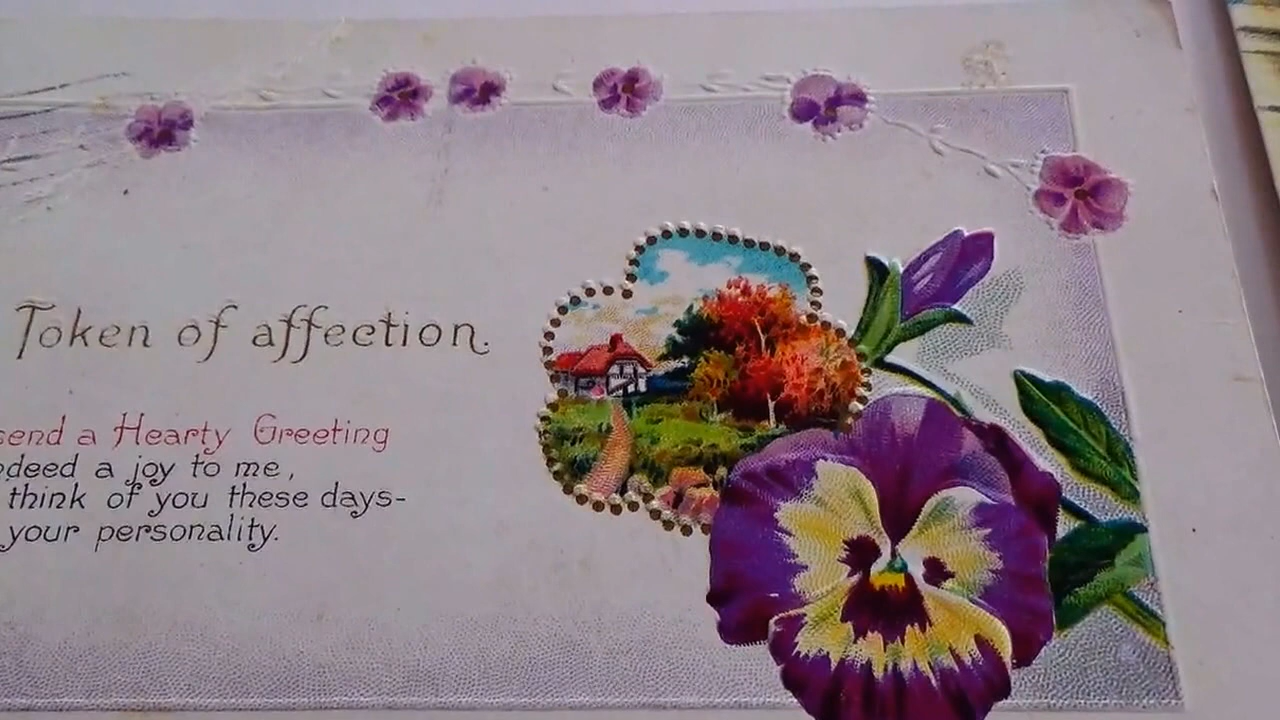 Token of affection.
send a Hearty Greeting
deed a joy to me,
think of you these days-
your personality.